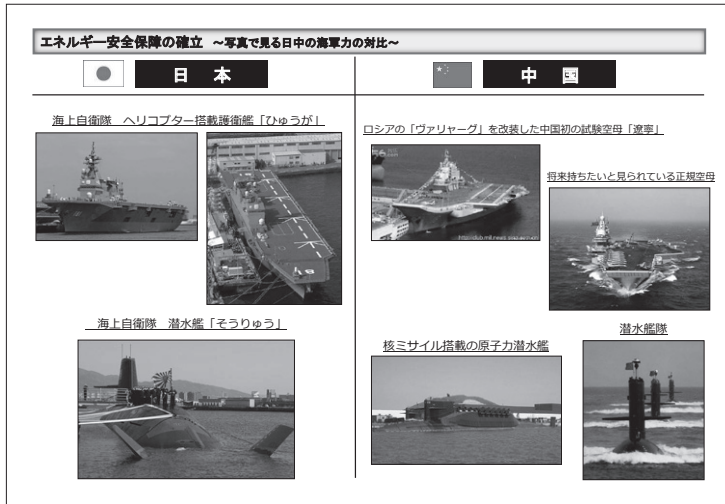 エネルギー安全保障の確立 ~写真で見る日中の海軍力の対比~
日 本
中 国
海上自衛隊 ヘリコプター搭載護衛艦「ひゅうが」
ロシアの「ヴァリャーグ」を改装した中国初の試験空母「遼寧」
将来持ちたいと見られている正規空母
海上自衛隊 潜水艦「そうりゅう」
核ミサイル搭載の原子力潜水艦
潜水艦隊